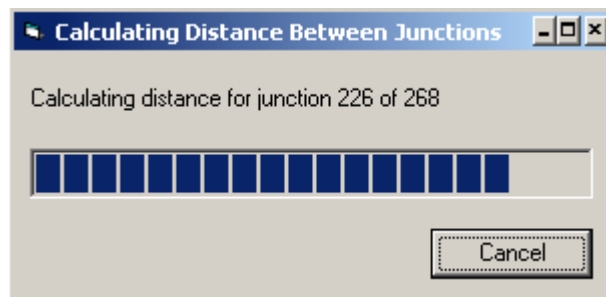 Calculating Distance Between Junctions
Calculating distance for junction 226 of 268
Cancel